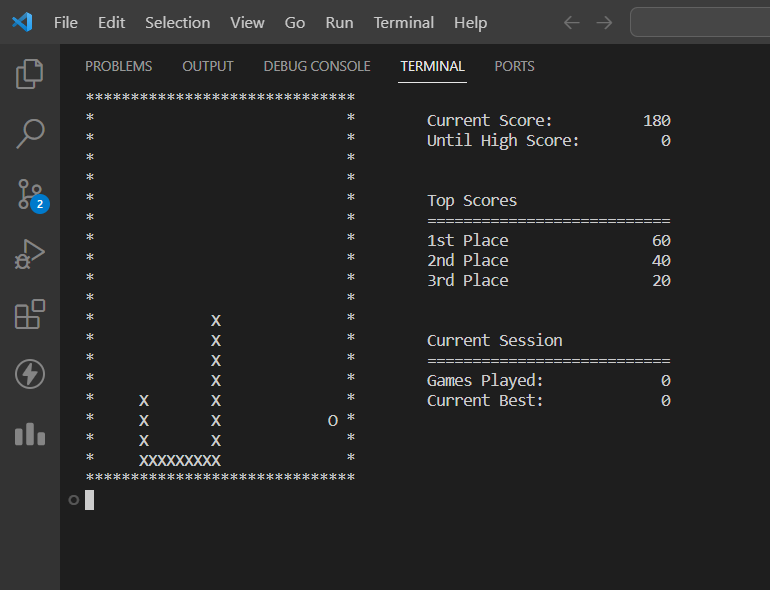 File Edit Selection View Go Run Terminal Help
PROBLEMS OUTPUT DEBUG CONSOLE TERMINAL PORTS
2
******************************
*                            *        Current Score:          180
*                            *        Until High Score:         0
*                            *
*                            *
*                            *        Top Scores
*                            *        ===========================
*                            *        1st Place                60
*                            *        2nd Place                40
*                            *        3rd Place                20
*                            *
*             X              *
*             X              *        Current Session
*             X              *        ===========================
*             X              *        Games Played:             0
*     X       X              *        Current Best:             0
*     X       X            O *
*     X       X              *
*     XXXXXXXXX              *
******************************